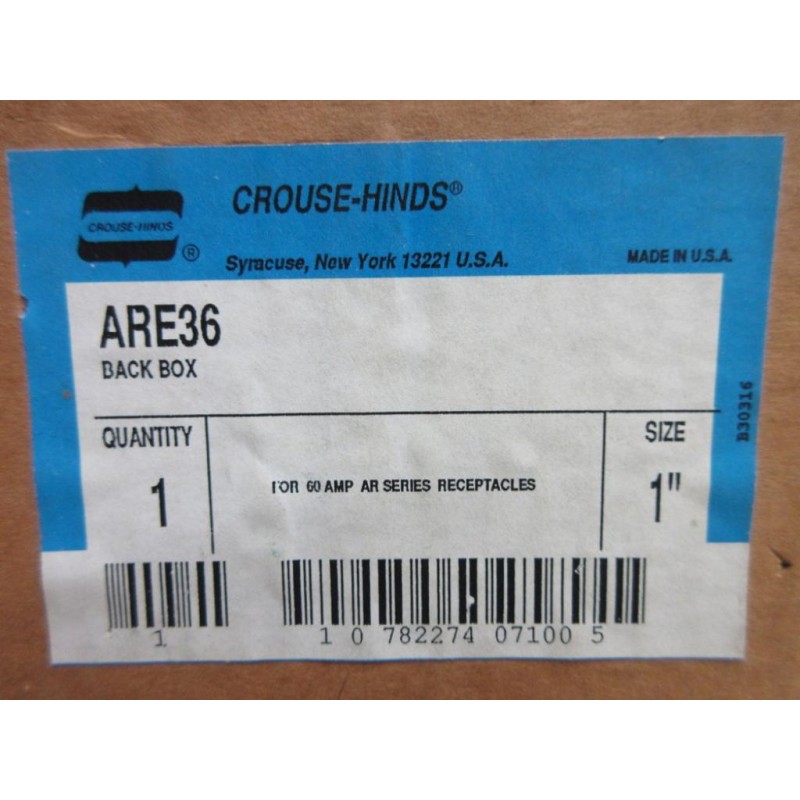 CROUSE-HINDS®
CROUSE-HINDS
®
Syracuse, New York 13221 U.S.A.
MADE IN U.S.A.
ARE36
BACK BOX
B30316
QUANTITY
SIZE
1
FOR 60 AMP AR SERIES RECEPTACLES
1"
1
1 0 782274 07100 5